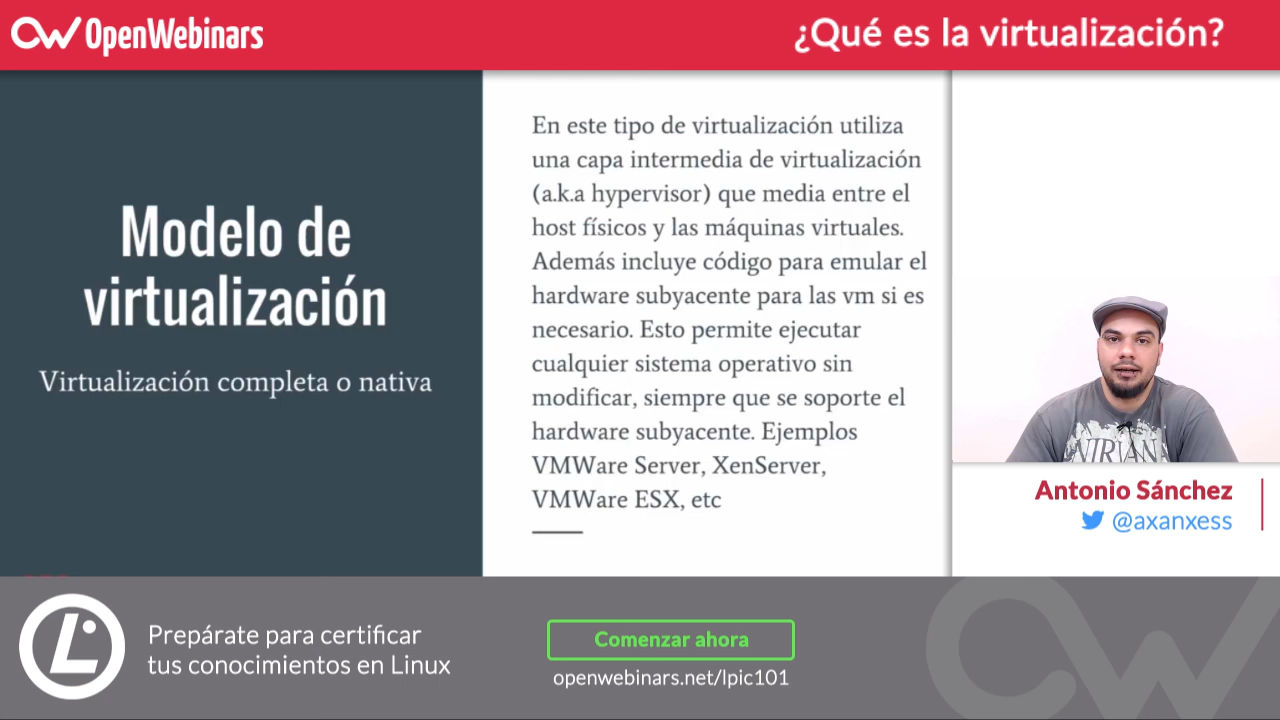 OpenWebinars
¿Qué es la virtualización?
Modelo de
virtualización
Virtualización completa o nativa
En este tipo de virtualización utiliza
una capa intermedia de virtualización
(a.k.a hypervisor) que media entre el
host físicos y las máquinas virtuales.
Además incluye código para emular el
hardware subyacente para las vm si es
necesario. Esto permite ejecutar
cualquier sistema operativo sin
modificar, siempre que se soporte el
hardware subyacente. Ejemplos
VMWare Server, XenServer,
VMWare ESX, etc
NIRVANA
Antonio Sánchez
@axanxess
Prepárate para certificar
tus conocimientos en Linux
Comenzar ahora
openwebinars.net/lpic101